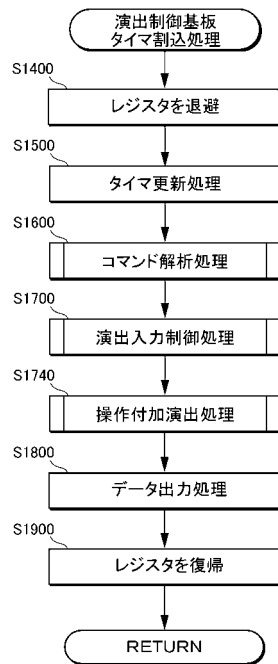 演出制御基板
タイマ割込処理
S1400
レジスタを退避
S1500
タイマ更新処理
S1600
コマンド解析処理
S1700
演出入力制御処理
S1740
操作付加演出処理
S1800
データ出力処理
S1900
レジスタを復帰
RETURN